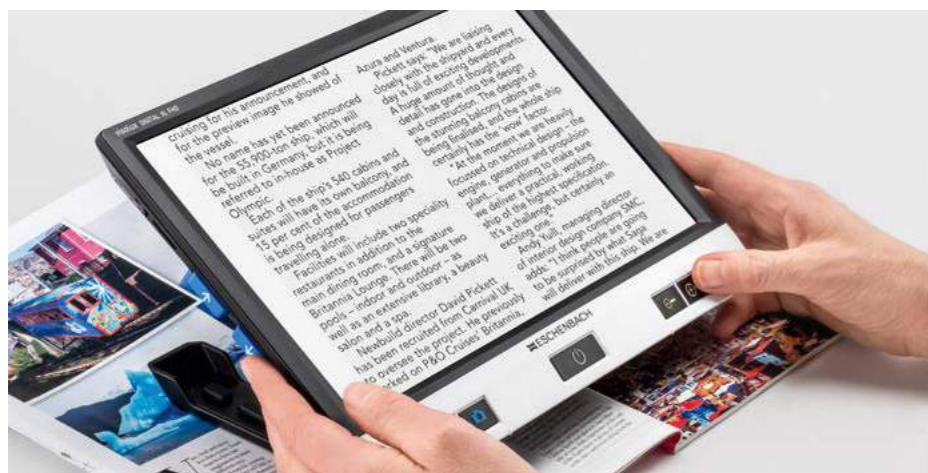 visolux DIGITAL XL FHD
cruising for his announcement, and
for the preview image he showed of
the vessel.
No name has yet been announced
for the 55,900-ton ship, which will
be built in Germany, but it is being
referred to in-house as Project
Olympic.
Each of the ship's 540 cabins and
suites will have its own balcony, and
15 per cent of the accommodation
is being designed for passengers
travelling alone.
Facilities will include two speciality
restaurants in addition to the
main dining room, and a signature
Britannia Lounge. There will be two
pools – indoor and outdoor – as
well as an extensive library, a beauty
salon and a spa.
Newbuild director David Pickett
has been recruited from Carnival UK
to oversee the project. He previously
worked on P&O Cruises' Britannia,
Azura and Ventura.
Pickett says: "We are liaising
closely with the shipyard and every
day is full of exciting developments.
A huge amount of thought and
detail has gone into the design
and construction. The designs of
the stunning balcony cabins are
being finalised, and the whole ship
certainly has the 'wow' factor.
"At the moment we are heavily
focussed on technical design – the
engine, generator and propulsion
plant... everything to make sure
we deliver a practical, working
ship of the highest specification.
It's a challenge, but certainly an
exciting one."
Andy Yuill, managing director
of interior design company SMC,
adds: "I think people are going
to be surprised by what Saga
will deliver with this ship. We are
ESCHENBACH